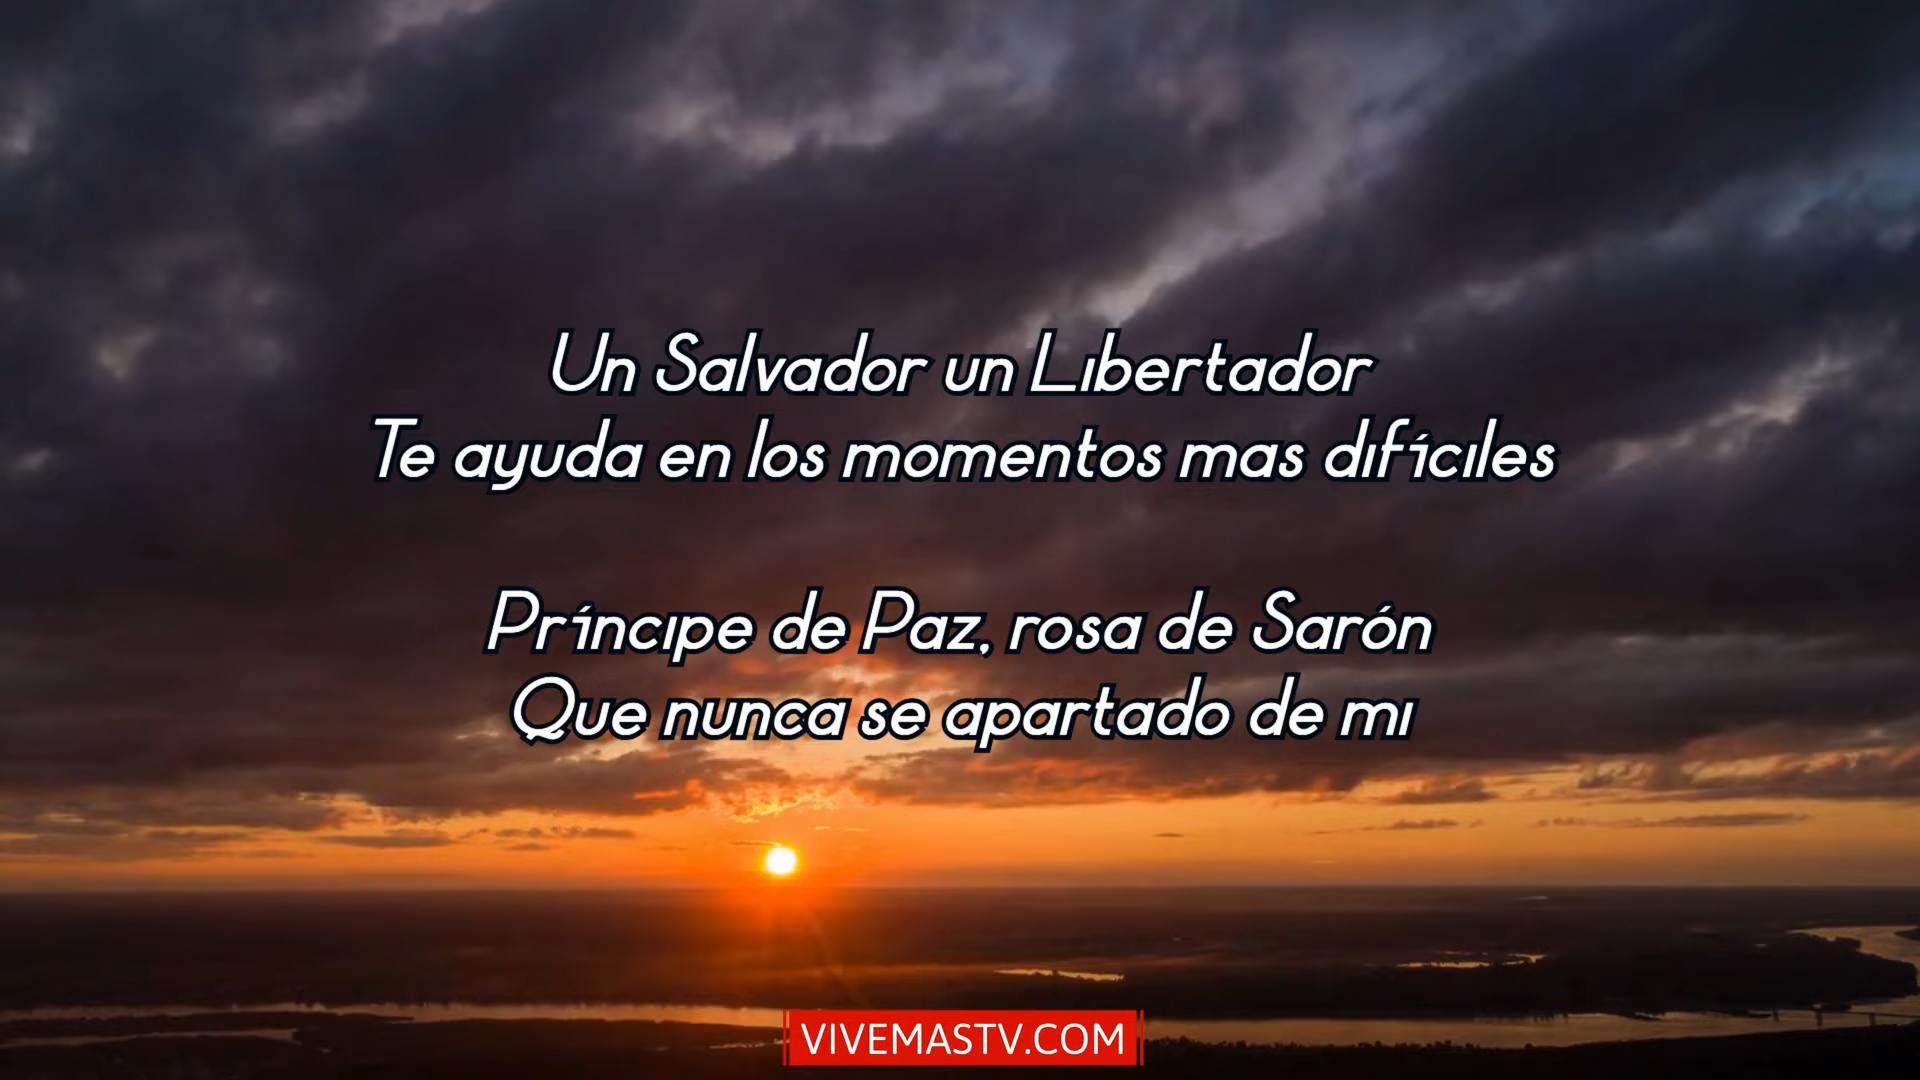 Un Salvador un Libertador
Te ayuda en los momentos mas difíciles
Príncipe de Paz, rosa de Sarón
Que nunca se apartado de mi
VIVEMASTV.COM